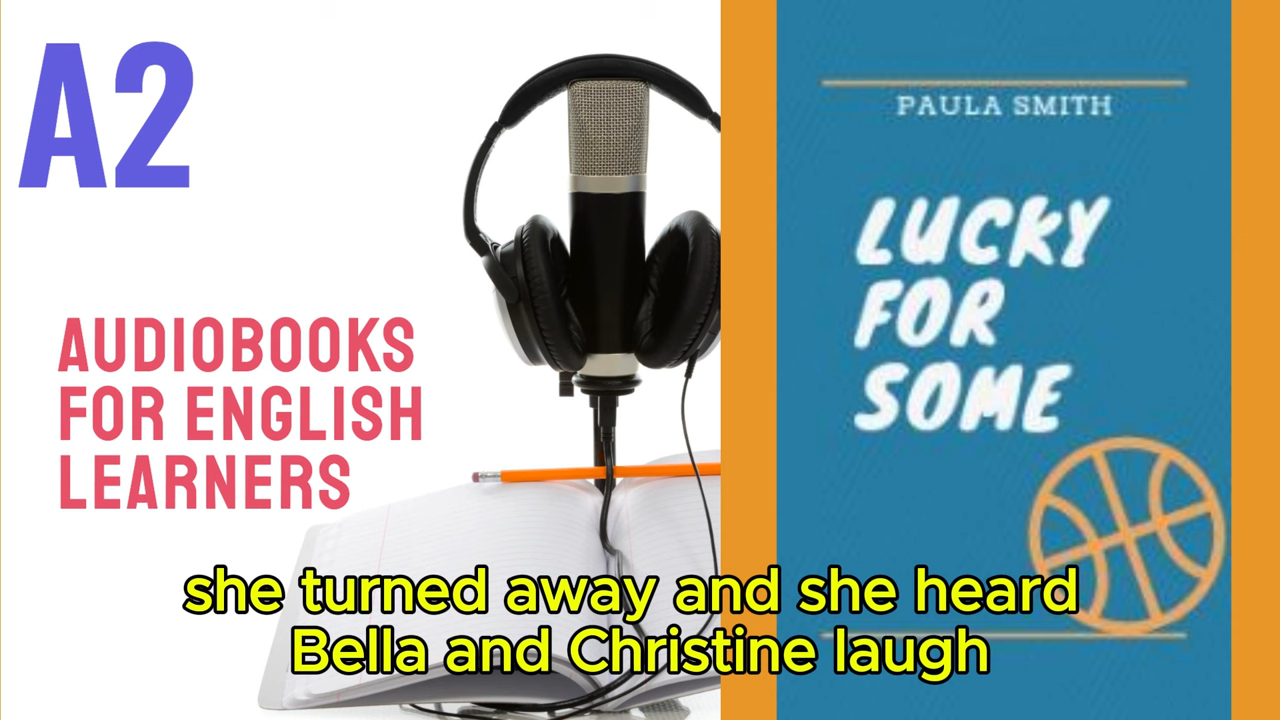 A2
AUDIOBOOKS
FOR ENGLISH
LEARNERS
PAULA SMITH
LUCKY
FOR
SOME
she turned away and she heard
Bella and Christine laugh